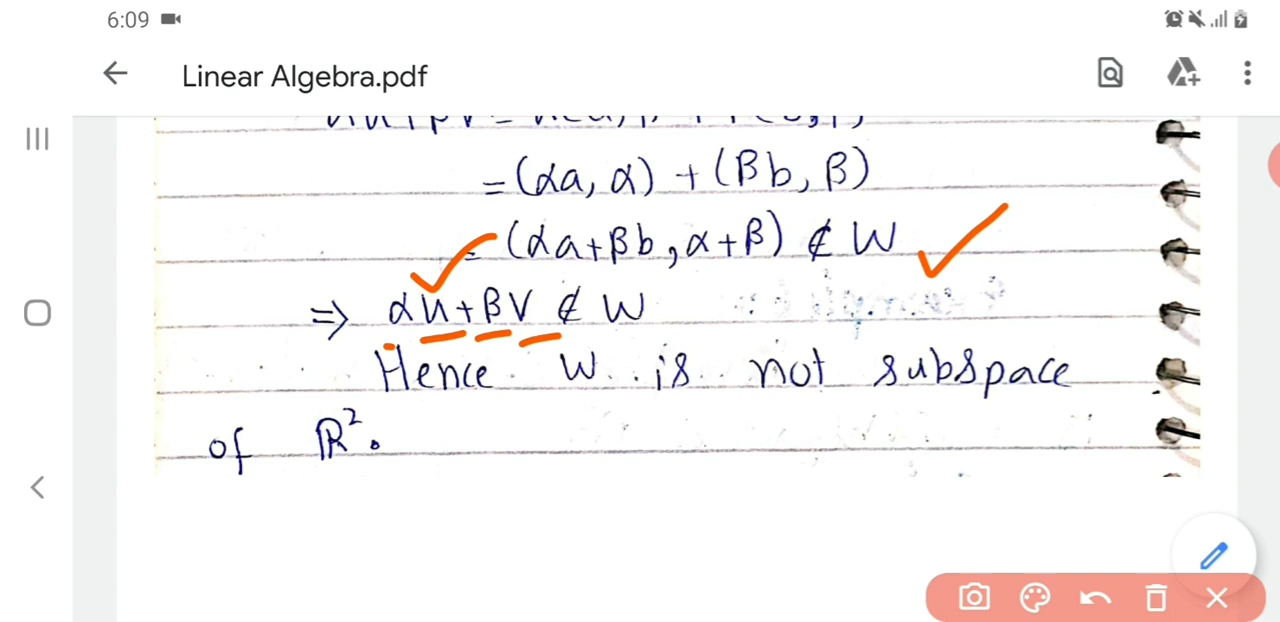 6:09
Linear Algebra.pdf
= (αa, α) + (βb, β)
= (αa+βb, α+β) ∉ W
⇒ αu+βv ∉ W
Hence W is not subspace
of ℝ².